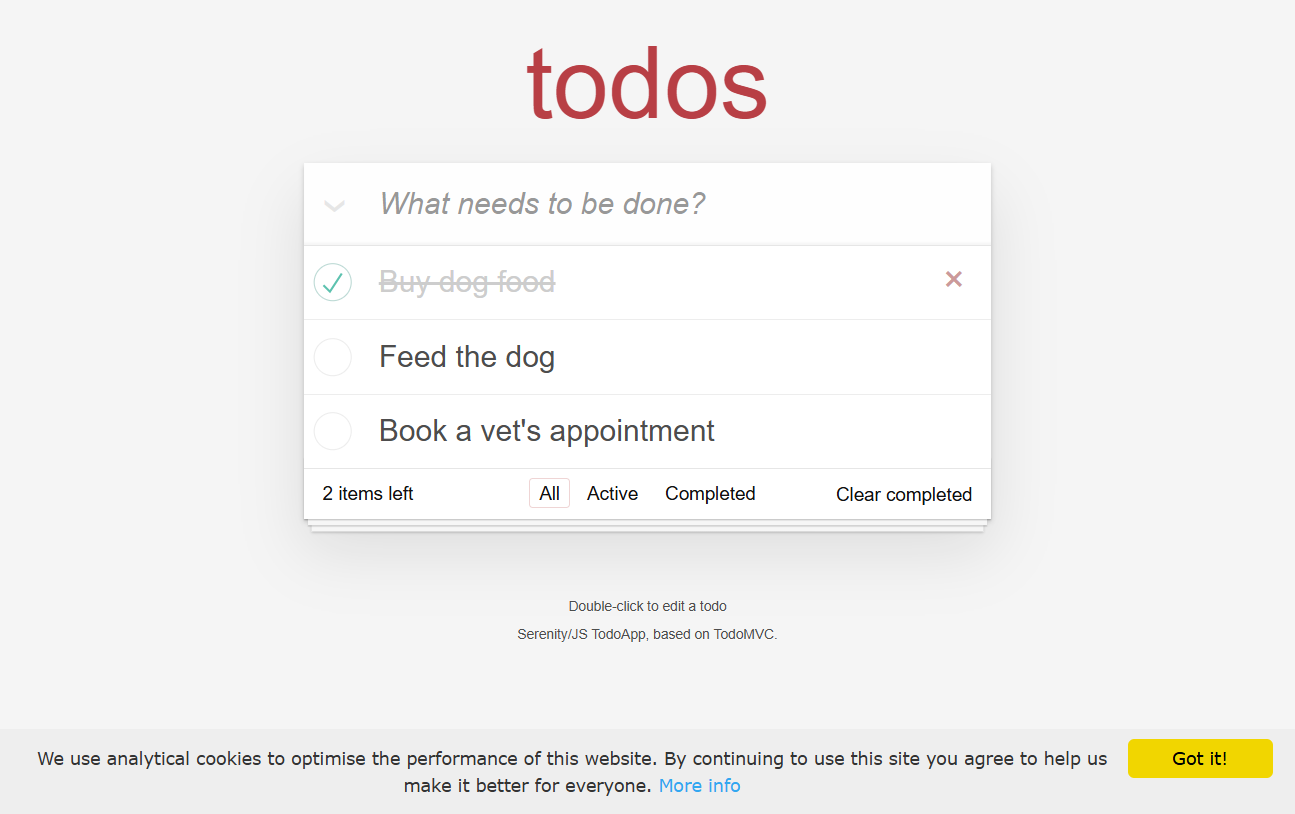 todos
What needs to be done?
Buy dog food
Feed the dog
Book a vet's appointment
2 items left All Active Completed Clear completed
Double-click to edit a todo
Serenity/JS TodoApp, based on TodoMVC.
We use analytical cookies to optimise the performance of this website. By continuing to use this site you agree to help us
make it better for everyone. More info
Got it!